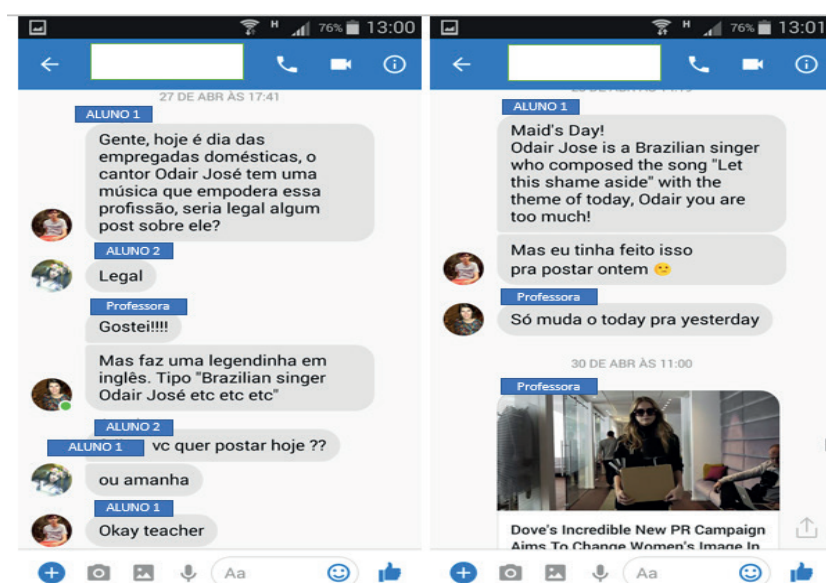 H 76% 13:00
27 DE ABR ÀS 17:41
ALUNO 1
Gente, hoje é dia das
empregadas domésticas, o
cantor Odair José tem uma
música que empodera essa
profissão, seria legal algum
post sobre ele?
ALUNO 2
Legal
Professora
Gostei!!!!
Mas faz uma legendinha em
inglês. Tipo "Brazilian singer
Odair José etc etc etc"
ALUNO 2
ALUNO 1 vc quer postar hoje ??
ou amanha
ALUNO 1
Okay teacher
Aa
H 76% 13:01
ALUNO 1
Maid's Day!
Odair Jose is a Brazilian singer
who composed the song "Let
this shame aside" with the
theme of today, Odair you are
too much!
Mas eu tinha feito isso
pra postar ontem
Professora
Só muda o today pra yesterday
30 DE ABR ÀS 11:00
Professora
Dove's Incredible New PR Campaign
Aims To Change Women's Image In
Aa